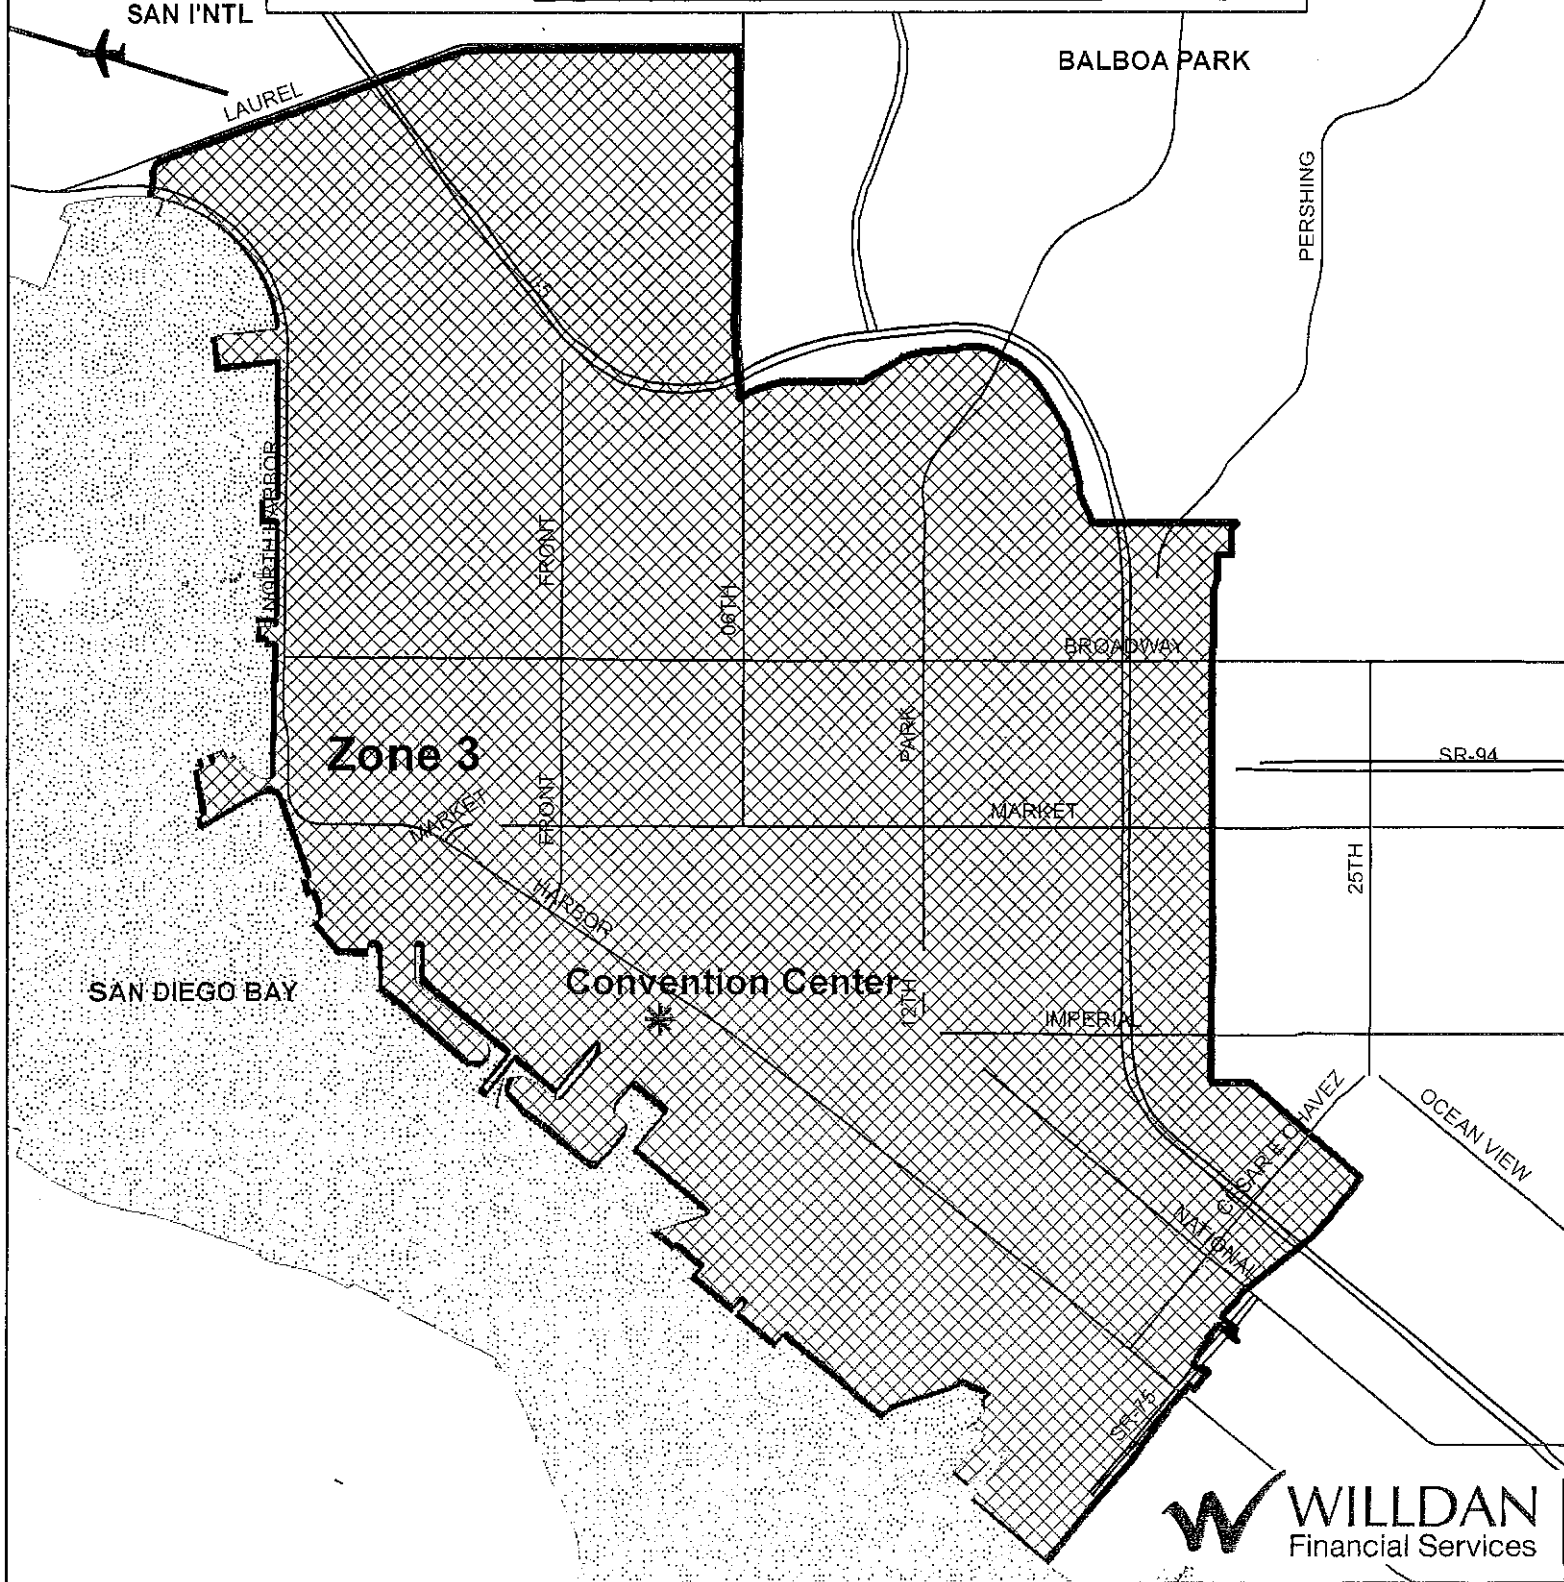 SAN I'NTL
BALBOA PARK
LAUREL
PERSHING
I-5
NORTH HARBOR
FRONT
06TH
BROADWAY
Zone 3
PARK
SR-94
MARKET
FRONT
MARKET
25TH
HARBOR
SAN DIEGO BAY
Convention Center
12TH
IMPERIAL
CESAR E CHAVEZ
OCEAN VIEW
NATIONAL
SR-75
WILLDAN
Financial Services